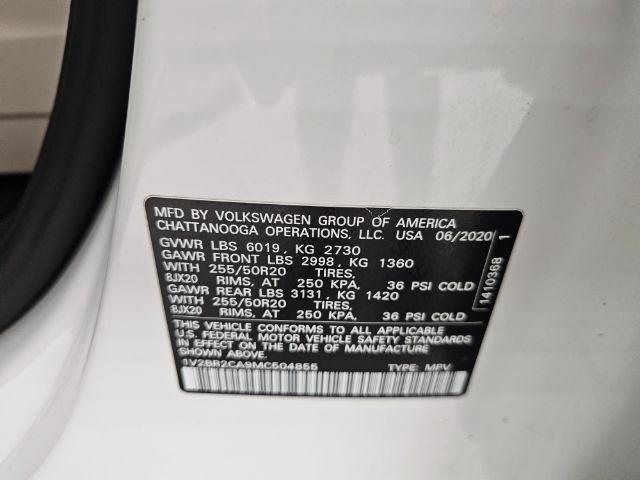 MFD BY VOLKSWAGEN GROUP OF AMERICA
CHATTANOOGA OPERATIONS, LLC. USA 06/2020
GVWR LBS 6019, KG 2730
GAWR FRONT LBS 2998, KG 1360
WITH 255/50R20 TIRES,
8JX20 RIMS, AT 250 KPA, 36 PSI COLD
GAWR REAR LBS 3131, KG 1420
WITH 255/50R20 TIRES,
8JX20 RIMS, AT 250 KPA, 36 PSI COLD
THIS VEHICLE CONFORMS TO ALL APPLICABLE
U.S. FEDERAL MOTOR VEHICLE SAFETY STANDARDS
IN EFFECT ON THE DATE OF MANUFACTURE
SHOWN ABOVE.
1V2BR2CA9MC504855 TYPE: MPV
1410368 1